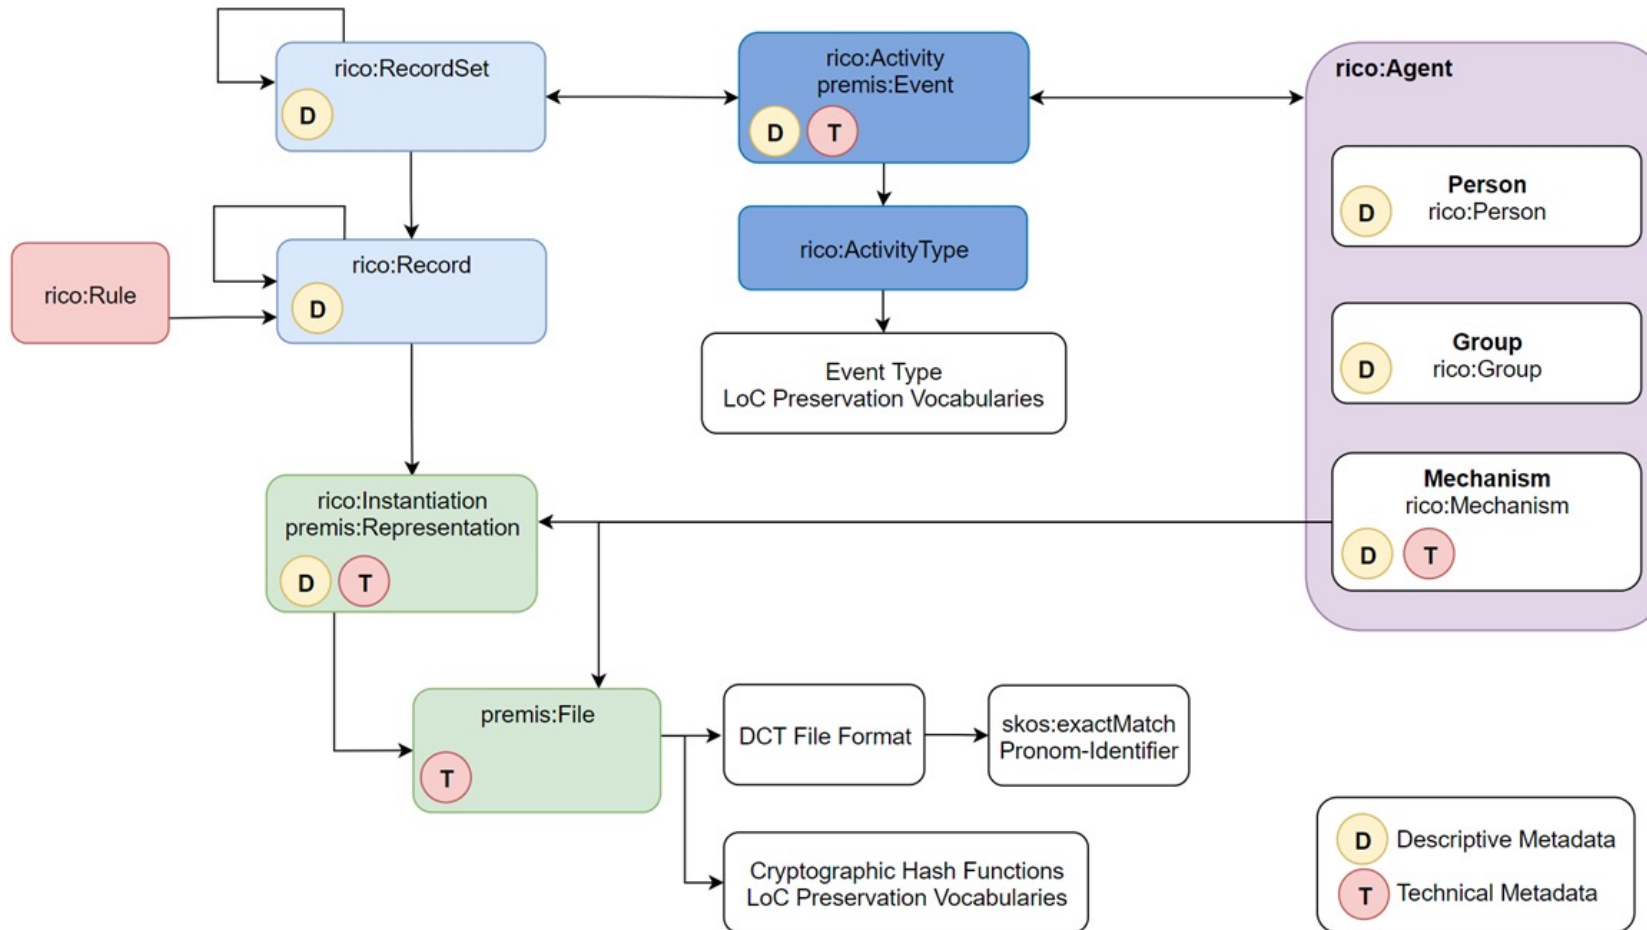 rico:RecordSet
D
rico:Activity
premis:Event
D T
rico:Agent
Person
rico:Person
D
rico:Record
D
rico:Rule
rico:ActivityType
Event Type
LoC Preservation Vocabularies
Group
rico:Group
D
rico:Instantiation
premis:Representation
D T
Mechanism
rico:Mechanism
D T
premis:File
T
DCT File Format
skos:exactMatch
Pronom-Identifier
Cryptographic Hash Functions
LoC Preservation Vocabularies
D Descriptive Metadata
T Technical Metadata